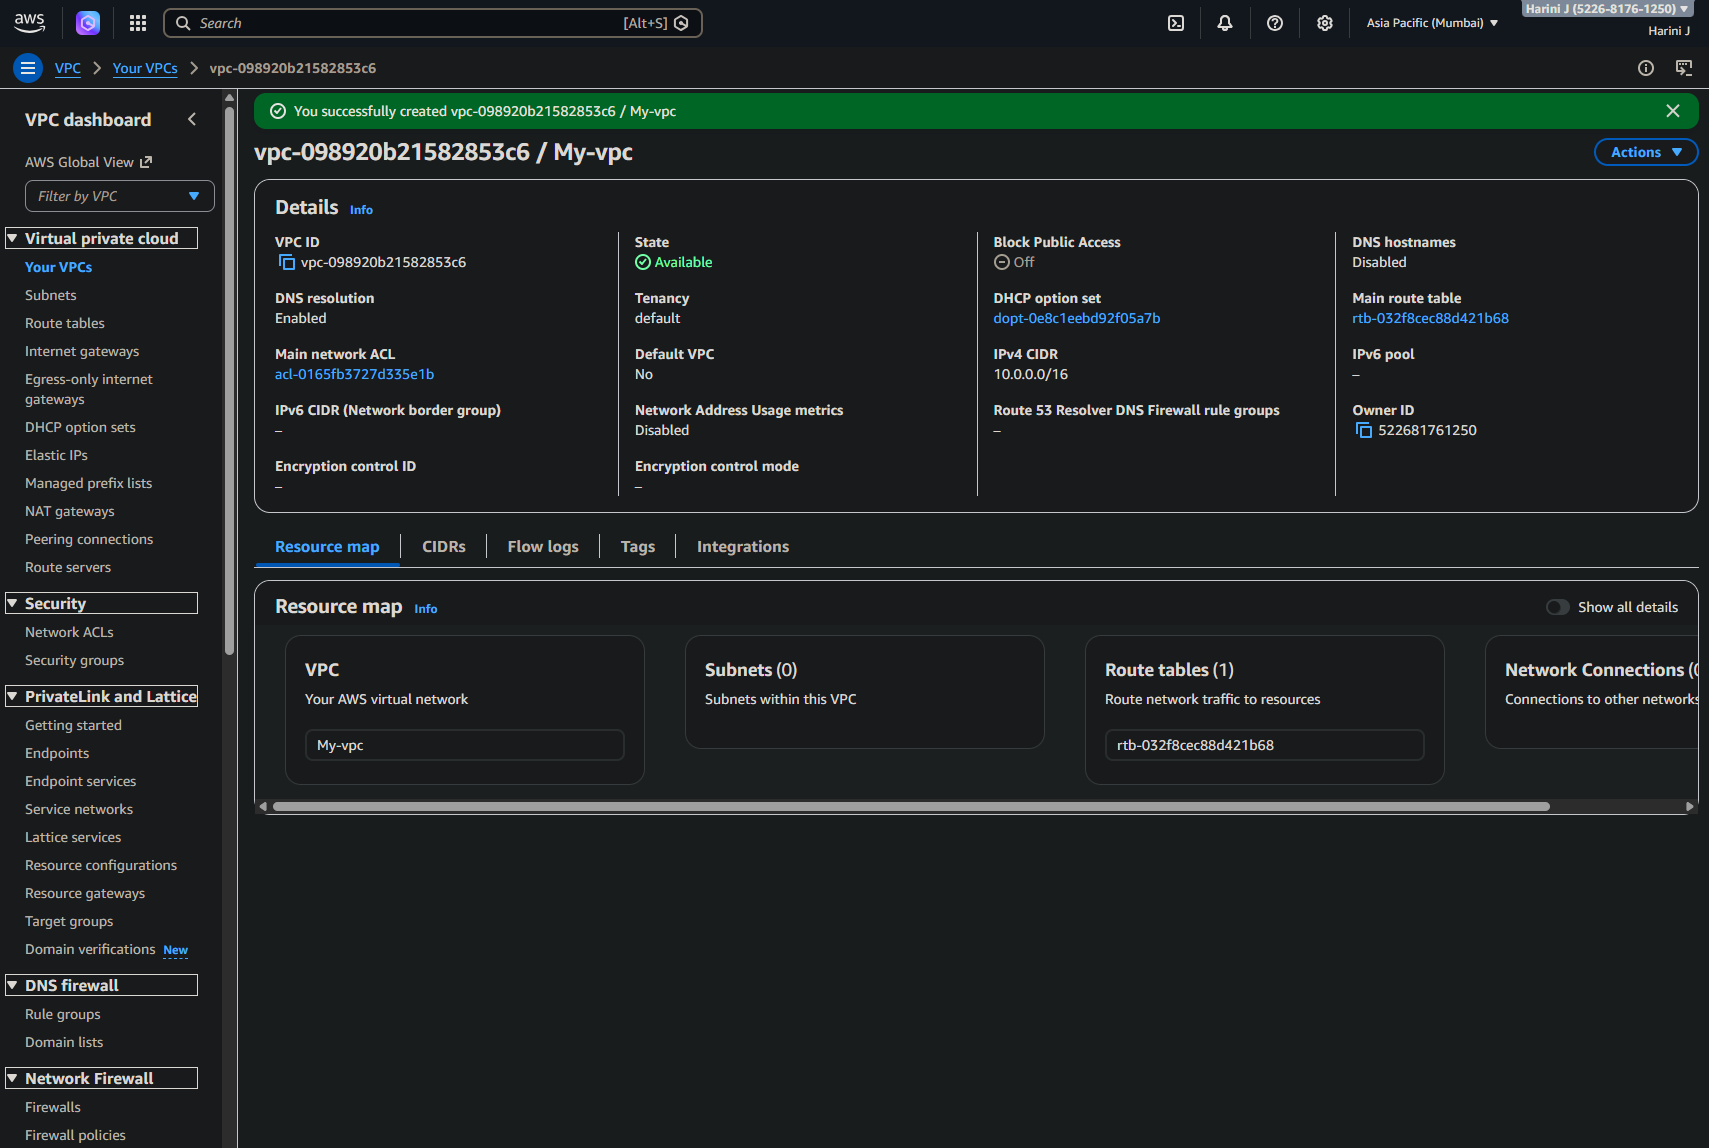 aws
Search
[Alt+S]
Asia Pacific (Mumbai)
Harini J (5226-8176-1250)
Harini J
VPC
Your VPCs
vpc-098920b21582853c6
VPC dashboard
AWS Global View
Filter by VPC
Virtual private cloud
Your VPCs
Subnets
Route tables
Internet gateways
Egress-only internet
gateways
DHCP option sets
Elastic IPs
Managed prefix lists
NAT gateways
Peering connections
Route servers
Security
Network ACLs
Security groups
PrivateLink and Lattice
Getting started
Endpoints
Endpoint services
Service networks
Lattice services
Resource configurations
Resource gateways
Target groups
Domain verifications New
DNS firewall
Rule groups
Domain lists
Network Firewall
Firewalls
Firewall policies
You successfully created vpc-098920b21582853c6 / My-vpc
vpc-098920b21582853c6 / My-vpc
Actions
Details Info
VPC ID
vpc-098920b21582853c6
State
Available
Block Public Access
Off
DNS hostnames
Disabled
DNS resolution
Enabled
Tenancy
default
DHCP option set
dopt-0e8c1eebd92f05a7b
Main route table
rtb-032f8cec88d421b68
Main network ACL
acl-0165fb3727d335e1b
Default VPC
No
IPv4 CIDR
10.0.0.0/16
IPv6 pool
–
IPv6 CIDR (Network border group)
–
Network Address Usage metrics
Disabled
Route 53 Resolver DNS Firewall rule groups
–
Owner ID
522681761250
Encryption control ID
–
Encryption control mode
–
Resource map
CIDRs
Flow logs
Tags
Integrations
Resource map Info
Show all details
VPC
Your AWS virtual network
My-vpc
Subnets (0)
Subnets within this VPC
Route tables (1)
Route network traffic to resources
rtb-032f8cec88d421b68
Network Connections (0
Connections to other networks